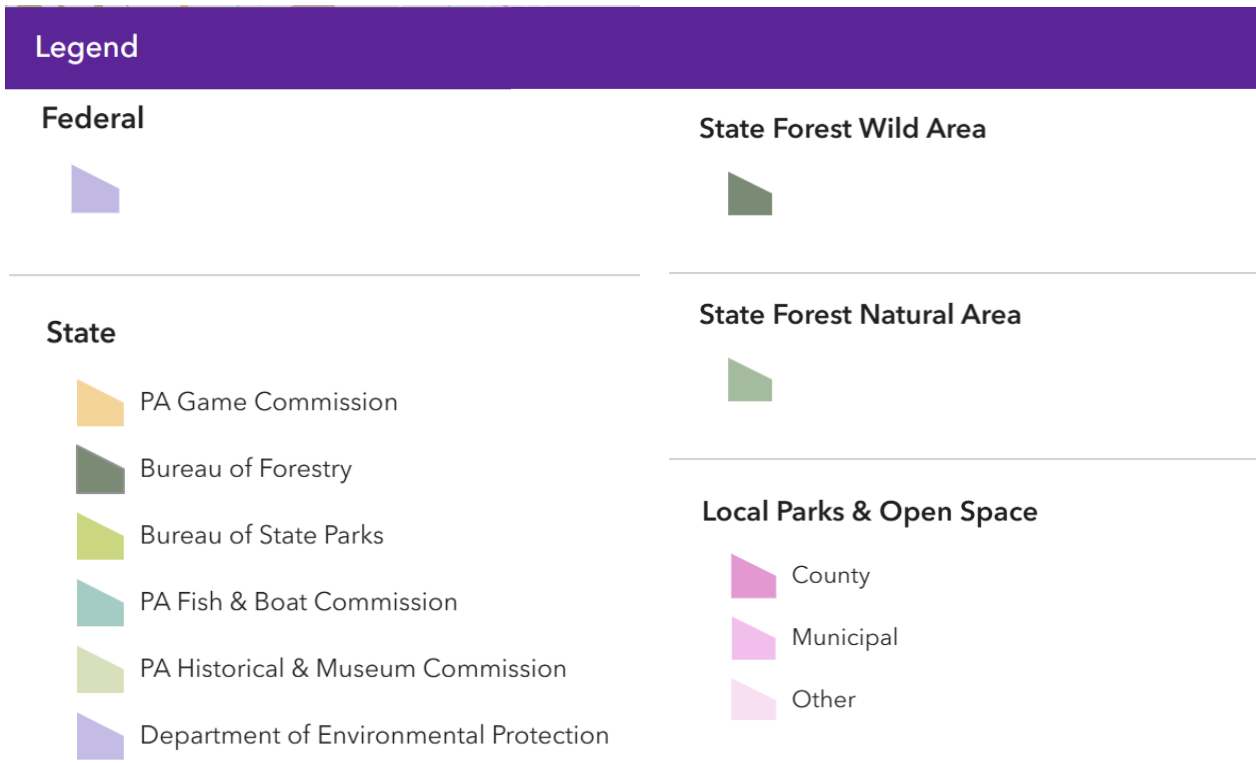 Legend
Federal
State
PA Game Commission
Bureau of Forestry
Bureau of State Parks
PA Fish & Boat Commission
PA Historical & Museum Commission
Department of Environmental Protection
State Forest Wild Area
State Forest Natural Area
Local Parks & Open Space
County
Municipal
Other